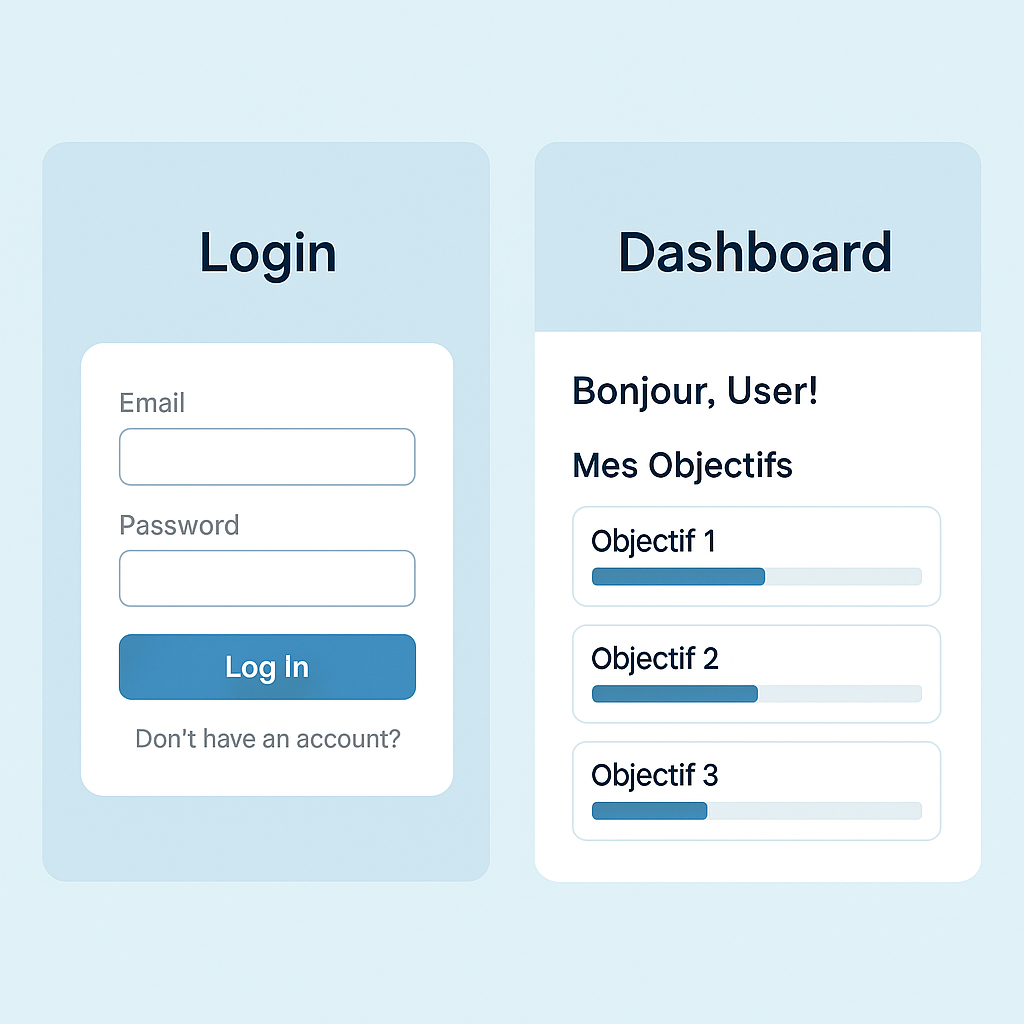 Login
Email
Password
Log In
Don't have an account?
Dashboard
Bonjour, User!
Mes Objectifs
Objectif 1
Objectif 2
Objectif 3